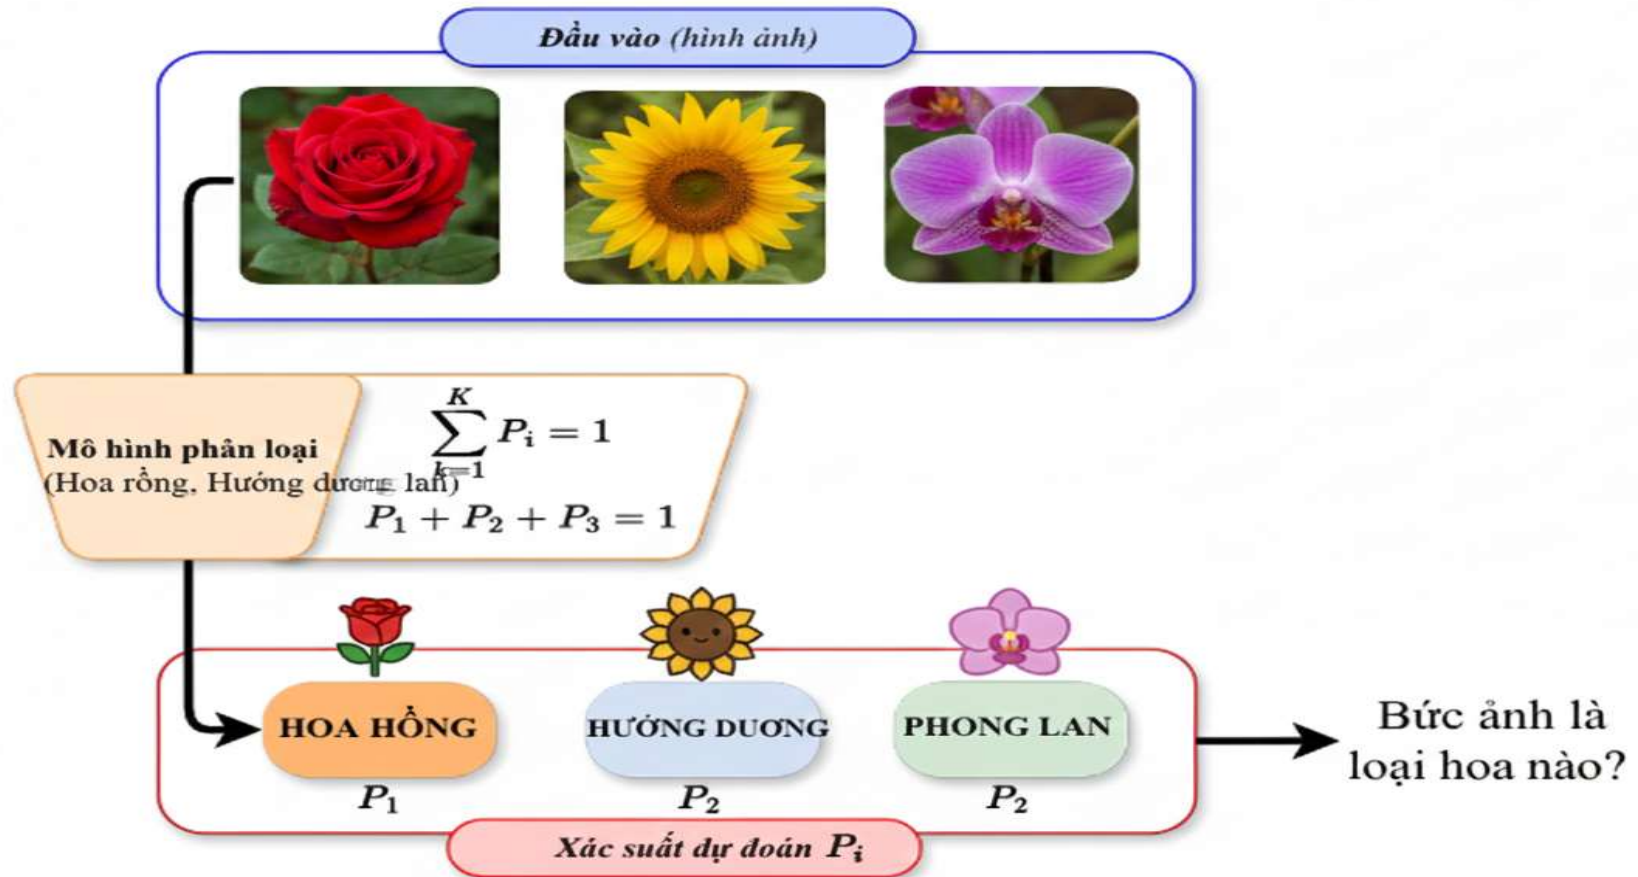 Đầu vào (hình ảnh)
Mô hình phân loại
(Hoa rồng, Hướng dương lan)
K
∑ P_i = 1
k=1
P_1 + P_2 + P_3 = 1
HOA HỒNG
HƯỚNG DƯƠNG
PHONG LAN
P_1
P_2
P_2
Xác suất dự đoán P_i
Bức ảnh là
loại hoa nào?